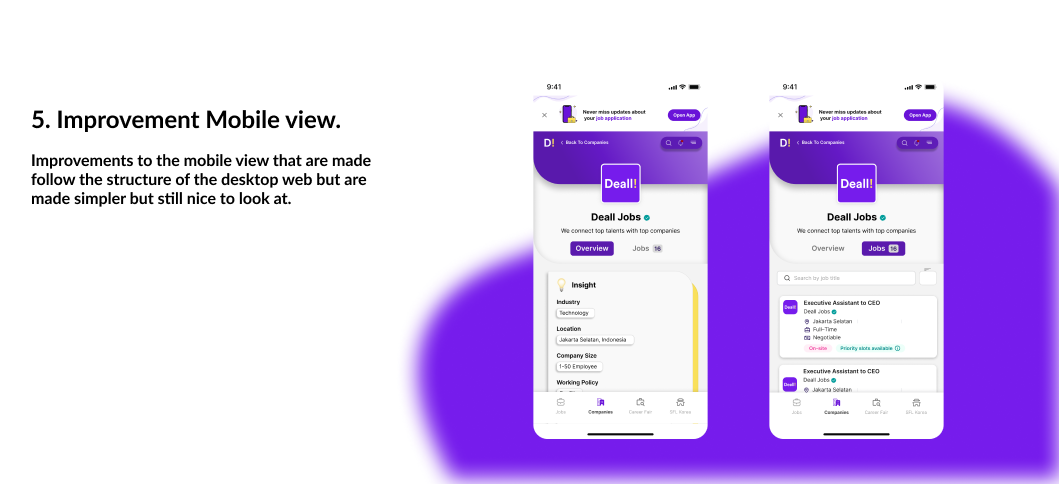 5. Improvement Mobile view.
Improvements to the mobile view that are made
follow the structure of the desktop web but are
made simpler but still nice to look at.
9:41
Never miss updates about
your job application
Open App
D!
Back To Companies
Deall!
Deall Jobs
We connect top talents with top companies
Overview
Jobs 16
Insight
Industry
Technology
Location
Jakarta Selatan, Indonesia
Company Size
1-50 Employee
Working Policy
Jobs
Companies
Career Fair
9:41
Never miss updates about
your job application
Open App
D!
Back To Companies
Deall!
Deall Jobs
We connect top talents with top companies
Overview
Jobs 16
Search by job title
Deall!
Executive Assistant to CEO
Deall Jobs
Jakarta Selatan
Full-Time
Negotiable
On-site
Priority slots available
Deall!
Executive Assistant to CEO
Deall Jobs
Jakarta Selatan
Jobs
Companies
Career Fair